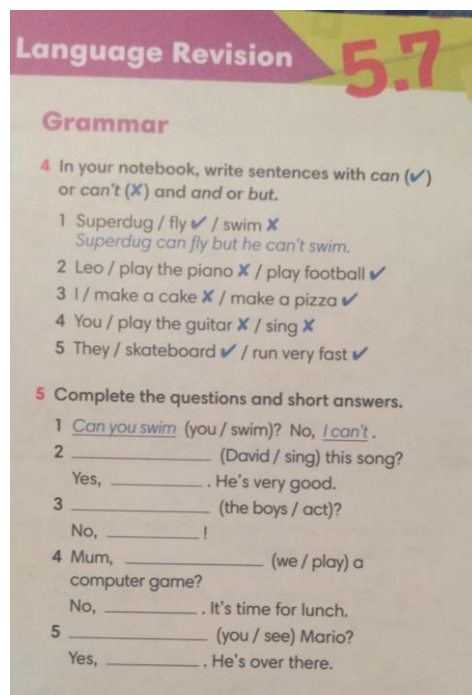 Language Revision 5.7
Grammar
4 In your notebook, write sentences with can (✔)
or can't (✘) and and or but.
1 Superdug / fly ✔ / swim ✘
Superdug can fly but he can't swim.
2 Leo / play the piano ✘ / play football ✔
3 I / make a cake ✘ / make a pizza ✔
4 You / play the guitar ✘ / sing ✘
5 They / skateboard ✔ / run very fast ✔
5 Complete the questions and short answers.
1 Can you swim (you / swim)? No, I can't.
2 ____________ (David / sing) this song?
Yes, ________. He's very good.
3 ____________ (the boys / act)?
No, ________!
4 Mum, ____________ (we / play) a
computer game?
No, ________. It's time for lunch.
5 ____________ (you / see) Mario?
Yes, ________. He's over there.